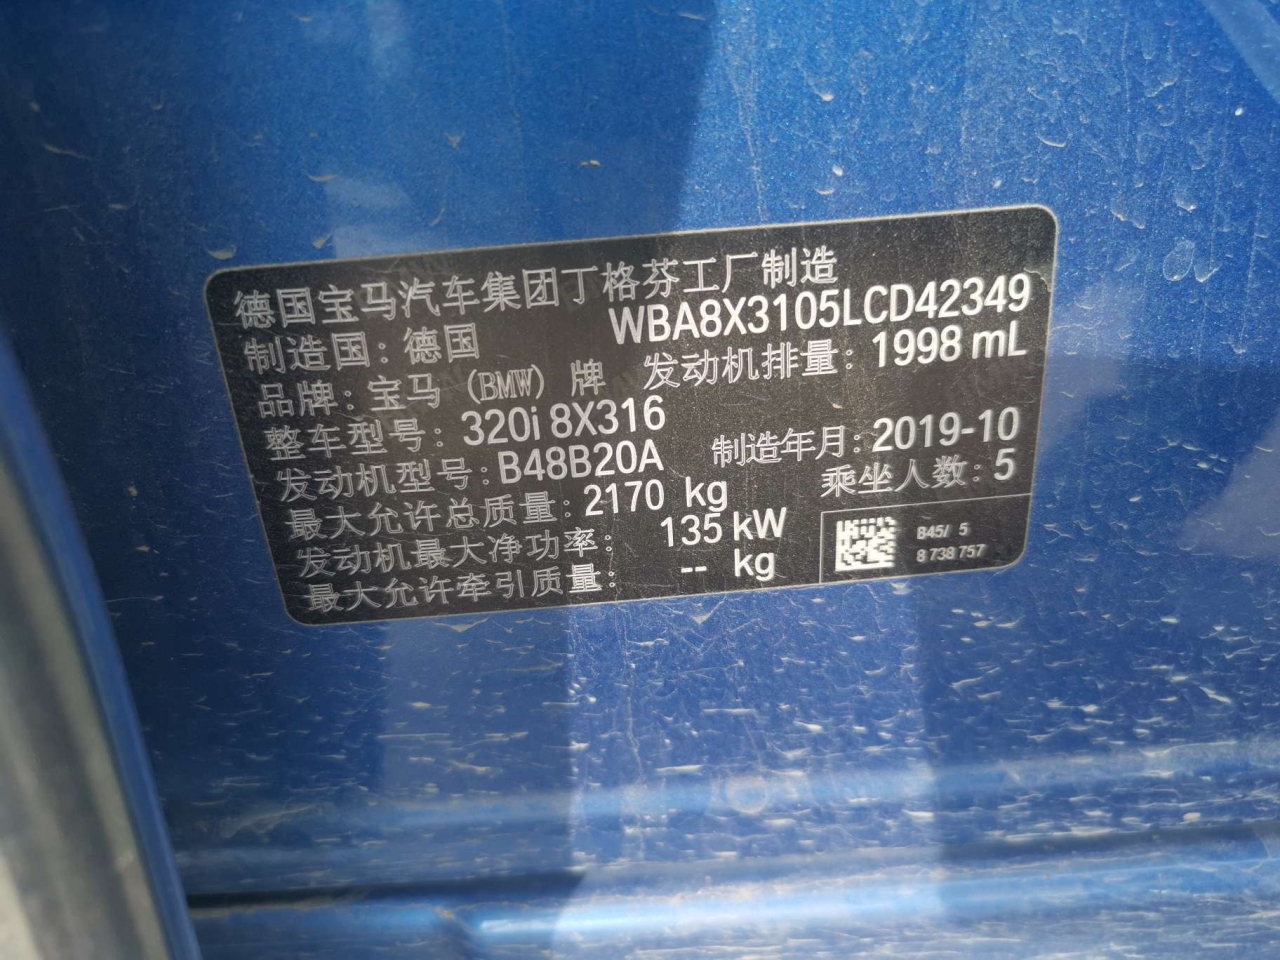 德国宝马汽车集团丁格芬工厂制造
WBA8X3105LCD42349
制造国：德国
品牌：宝马 (BMW) 牌 发动机排量：1998 mL
整车型号：320i 8X316
发动机型号：B48B20A 制造年月：2019-10
最大允许总质量：2170 kg 乘坐人数：5
发动机最大净功率： 135 kW
最大允许牵引质量： -- kg
B45/ 5
8 738 757